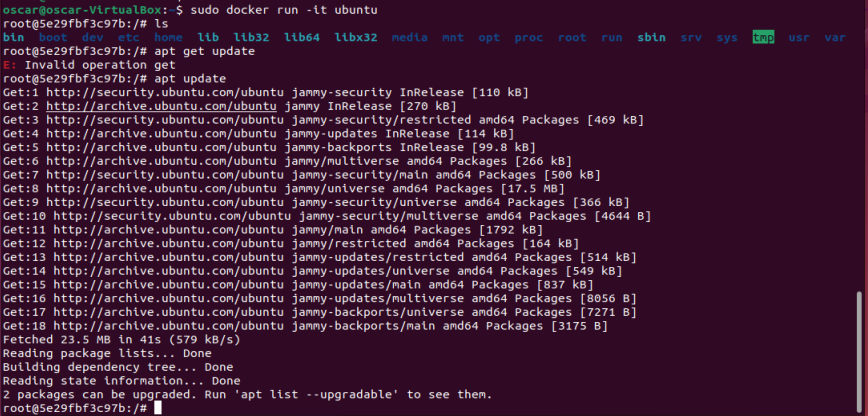 oscar@oscar-VirtualBox:~$ sudo docker run -it ubuntu
root@5e29fbf3c97b:/# ls
bin boot dev etc home lib lib32 lib64 libx32 media mnt opt proc root run sbin srv sys tmp usr var
root@5e29fbf3c97b:/# apt get update
E: Invalid operation get
root@5e29fbf3c97b:/# apt update
Get:1 http://security.ubuntu.com/ubuntu jammy-security InRelease [110 kB]
Get:2 http://archive.ubuntu.com/ubuntu jammy InRelease [270 kB]
Get:3 http://security.ubuntu.com/ubuntu jammy-security/restricted amd64 Packages [469 kB]
Get:4 http://archive.ubuntu.com/ubuntu jammy-updates InRelease [114 kB]
Get:5 http://archive.ubuntu.com/ubuntu jammy-backports InRelease [99.8 kB]
Get:6 http://archive.ubuntu.com/ubuntu jammy/multiverse amd64 Packages [266 kB]
Get:7 http://security.ubuntu.com/ubuntu jammy-security/main amd64 Packages [500 kB]
Get:8 http://archive.ubuntu.com/ubuntu jammy/universe amd64 Packages [17.5 MB]
Get:9 http://security.ubuntu.com/ubuntu jammy-security/universe amd64 Packages [366 kB]
Get:10 http://security.ubuntu.com/ubuntu jammy-security/multiverse amd64 Packages [4644 B]
Get:11 http://archive.ubuntu.com/ubuntu jammy/main amd64 Packages [1792 kB]
Get:12 http://archive.ubuntu.com/ubuntu jammy/restricted amd64 Packages [164 kB]
Get:13 http://archive.ubuntu.com/ubuntu jammy-updates/restricted amd64 Packages [514 kB]
Get:14 http://archive.ubuntu.com/ubuntu jammy-updates/universe amd64 Packages [549 kB]
Get:15 http://archive.ubuntu.com/ubuntu jammy-updates/main amd64 Packages [837 kB]
Get:16 http://archive.ubuntu.com/ubuntu jammy-updates/multiverse amd64 Packages [8056 B]
Get:17 http://archive.ubuntu.com/ubuntu jammy-backports/universe amd64 Packages [7271 B]
Get:18 http://archive.ubuntu.com/ubuntu jammy-backports/main amd64 Packages [3175 B]
Fetched 23.5 MB in 41s (579 kB/s)
Reading package lists... Done
Building dependency tree... Done
Reading state information... Done
2 packages can be upgraded. Run 'apt list --upgradable' to see them.
root@5e29fbf3c97b:/#